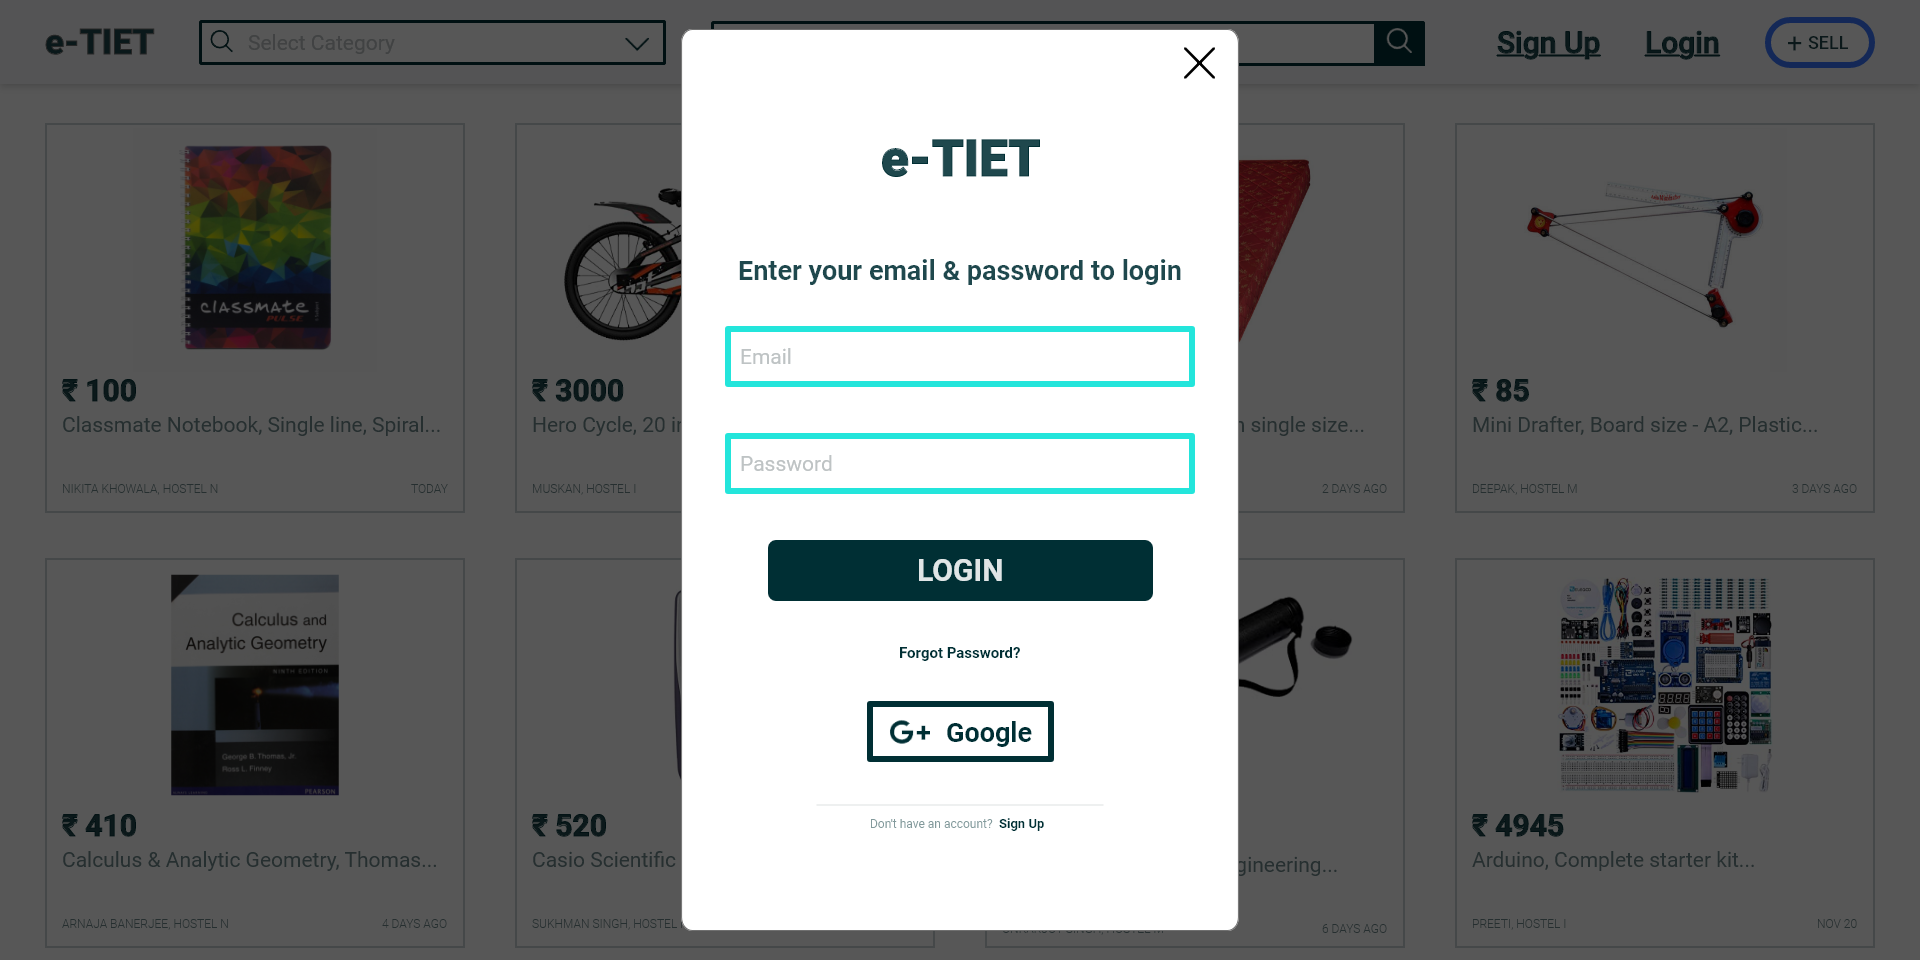 e-TIET
Select Category
Sign Up
Login
+ SELL
e-TIET
Enter your email & password to login
Email
Password
LOGIN
Forgot Password?
G+ Google
Don't have an account? Sign Up
classmate
PULSE
₹ 100
Classmate Notebook, Single line, Spiral...
NIKITA KHOWALA, HOSTEL N
TODAY
₹ 3000
Hero Cycle, 20 i
MUSKAN, HOSTEL I
single size...
2 DAYS AGO
₹ 85
Mini Drafter, Board size - A2, Plastic...
DEEPAK, HOSTEL M
3 DAYS AGO
Calculus and
Analytic Geometry
NINTH EDITION
George B. Thomas, Jr.
Ross L. Finney
PEARSON
₹ 410
Calculus & Analytic Geometry, Thomas...
ARNAJA BANERJEE, HOSTEL N
4 DAYS AGO
₹ 520
Casio Scientific
SUKHMAN SINGH, HOSTEL
gineering...
6 DAYS AGO
₹ 4945
Arduino, Complete starter kit...
PREETI, HOSTEL I
NOV 20